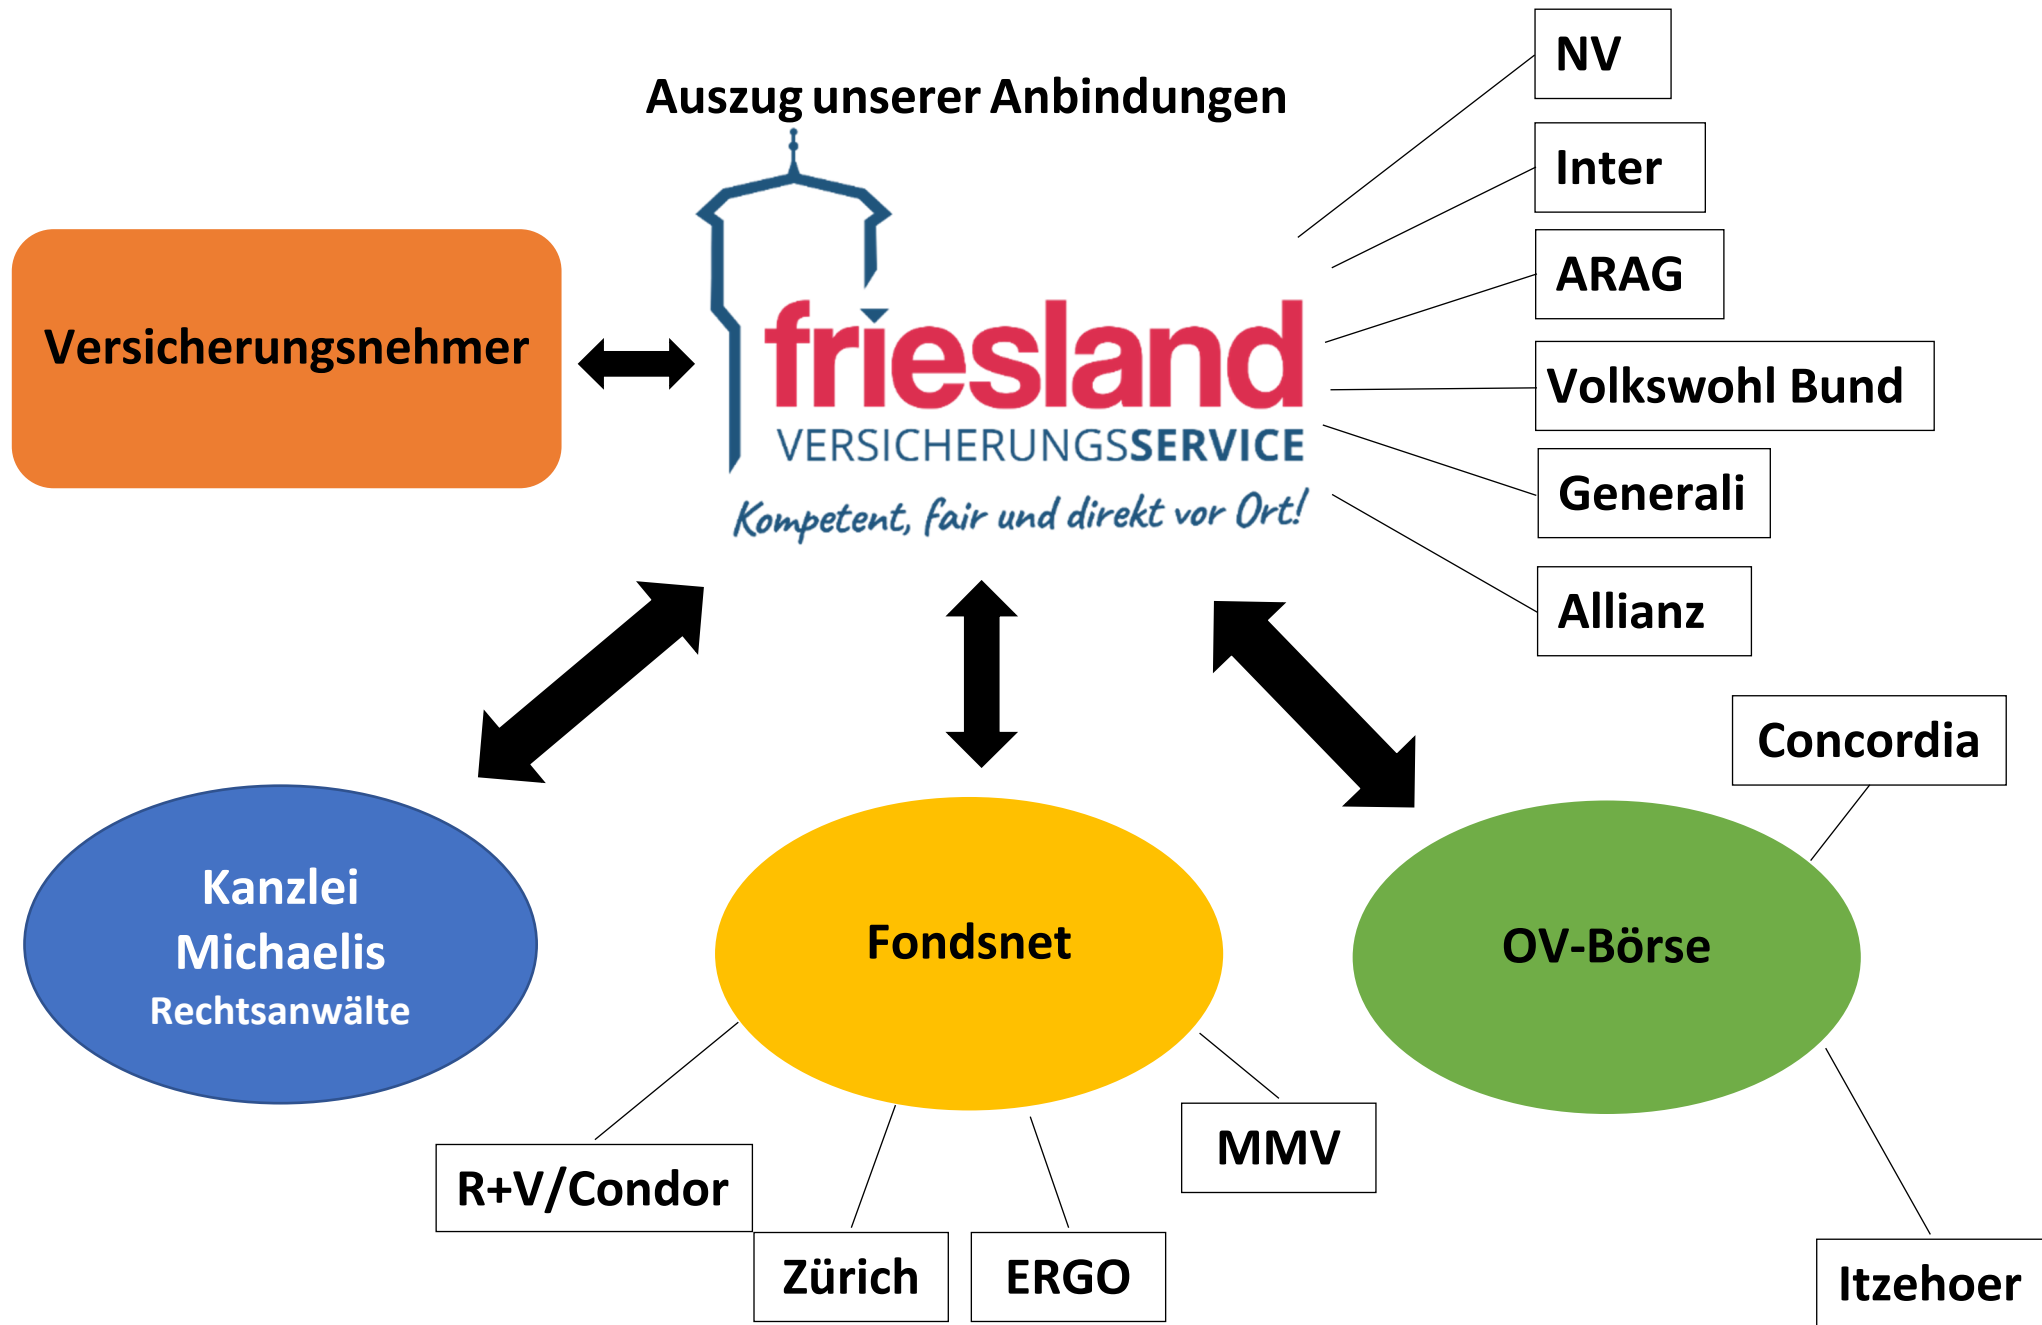 Auszug unserer Anbindungen
NV
Inter
ARAG
Volkswohl Bund
Generali
Allianz
Versicherungsnehmer
friesland
VERSICHERUNGSSERVICE
Kompetent, fair und direkt vor Ort!
Concordia
Kanzlei
Michaelis
Rechtsanwälte
Fondsnet
OV-Börse
R+V/Condor
Zürich
ERGO
MMV
Itzehoer